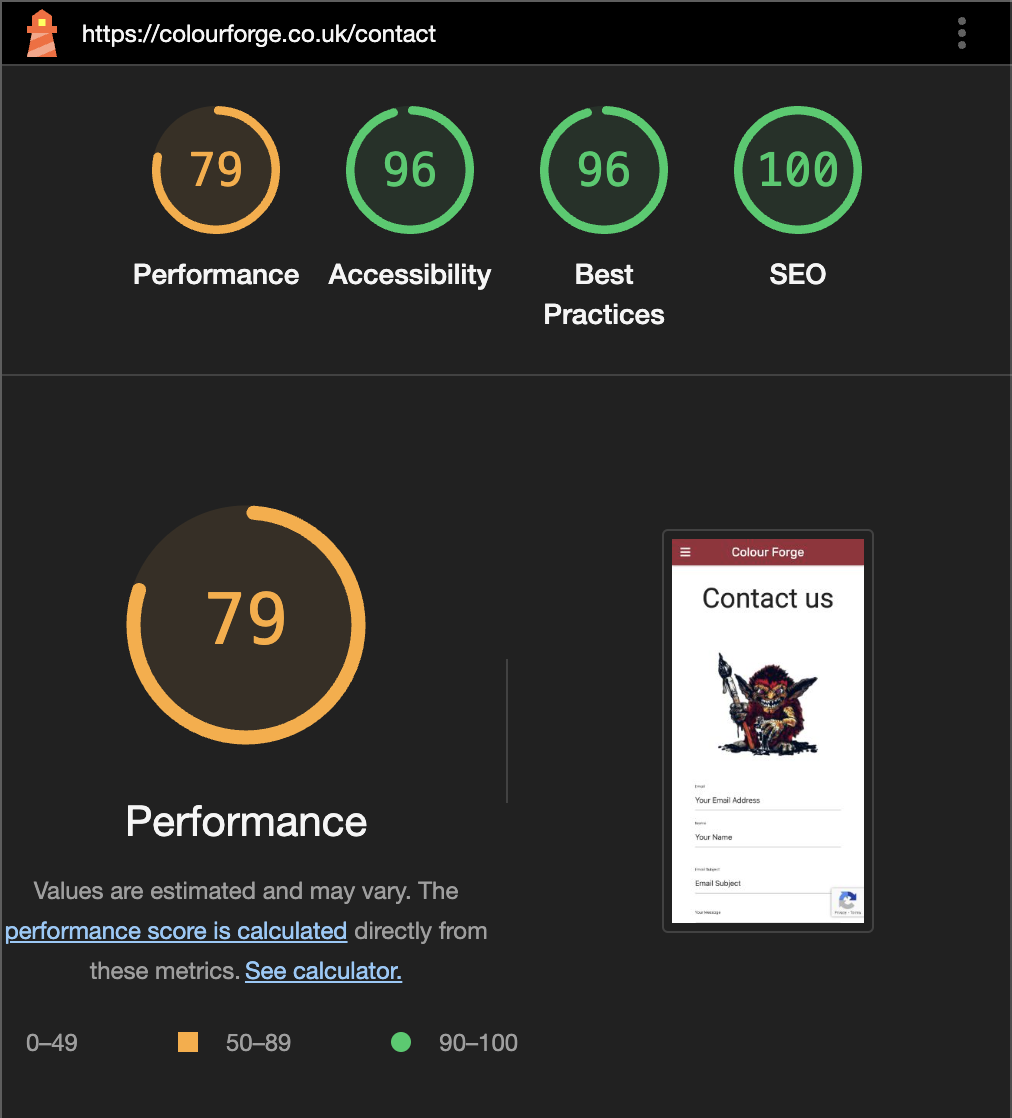 https://colourforge.co.uk/contact
79
96
96
100
Performance
Accessibility
Best
Practices
SEO
79
Performance
Values are estimated and may vary. The
performance score is calculated directly from
these metrics. See calculator.
0–49
50–89
90–100
Colour Forge
Contact us
Email
Your Email Address
Name
Your Name
Email Subject
Email Subject
Your Message
Privacy - Terms